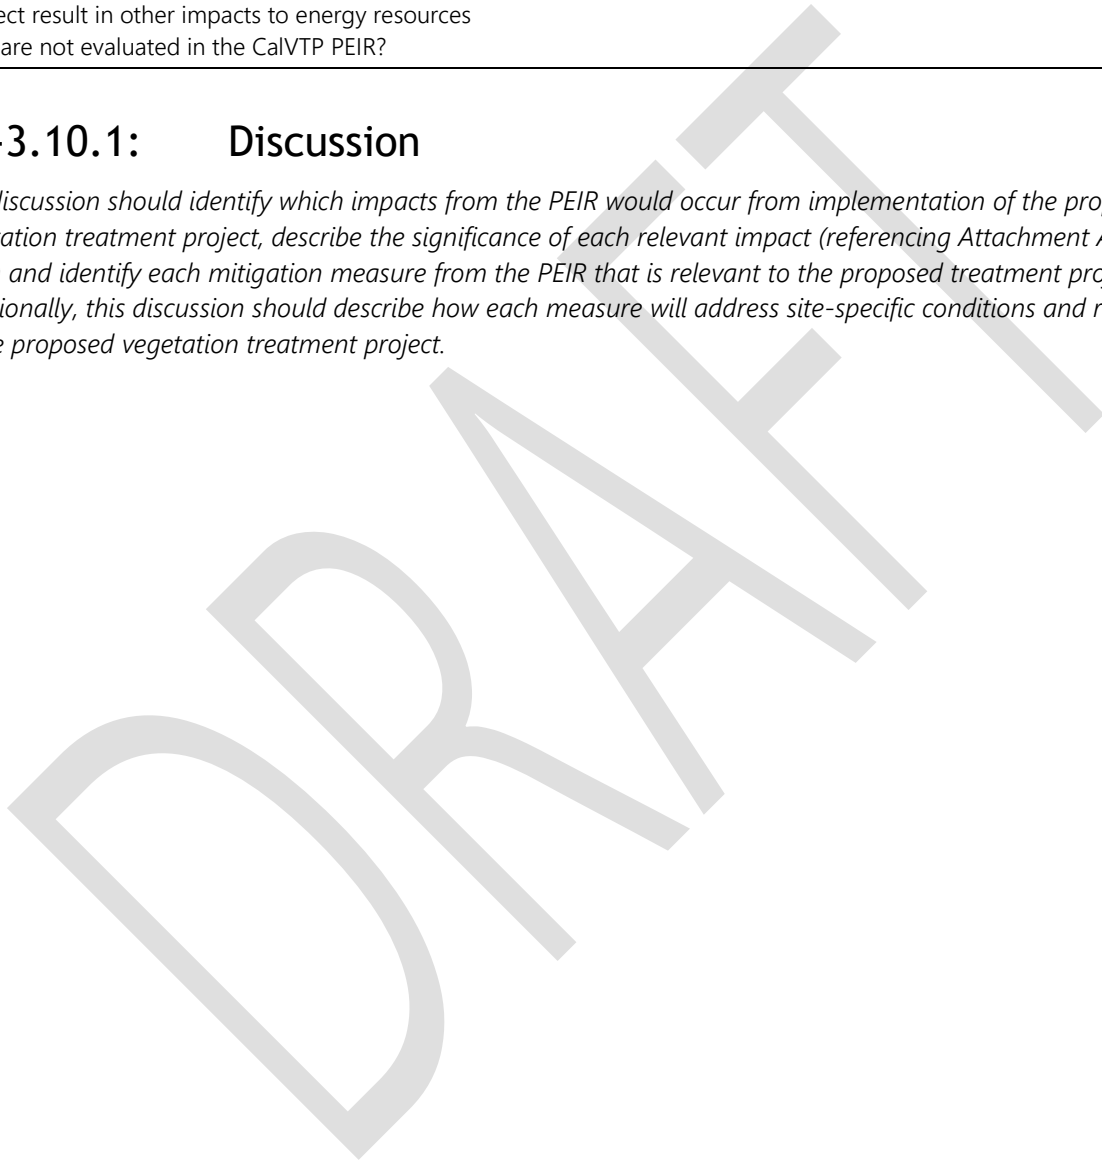 ect result in other impacts to energy resources
are not evaluated in the CalVTP PEIR?
-3.10.1: Discussion
discussion should identify which impacts from the PEIR would occur from implementation of the pro
ation treatment project, describe the significance of each relevant impact (referencing Attachment A
and identify each mitigation measure from the PEIR that is relevant to the proposed treatment pro
ionally, this discussion should describe how each measure will address site-specific conditions and r
e proposed vegetation treatment project.
DRAFT